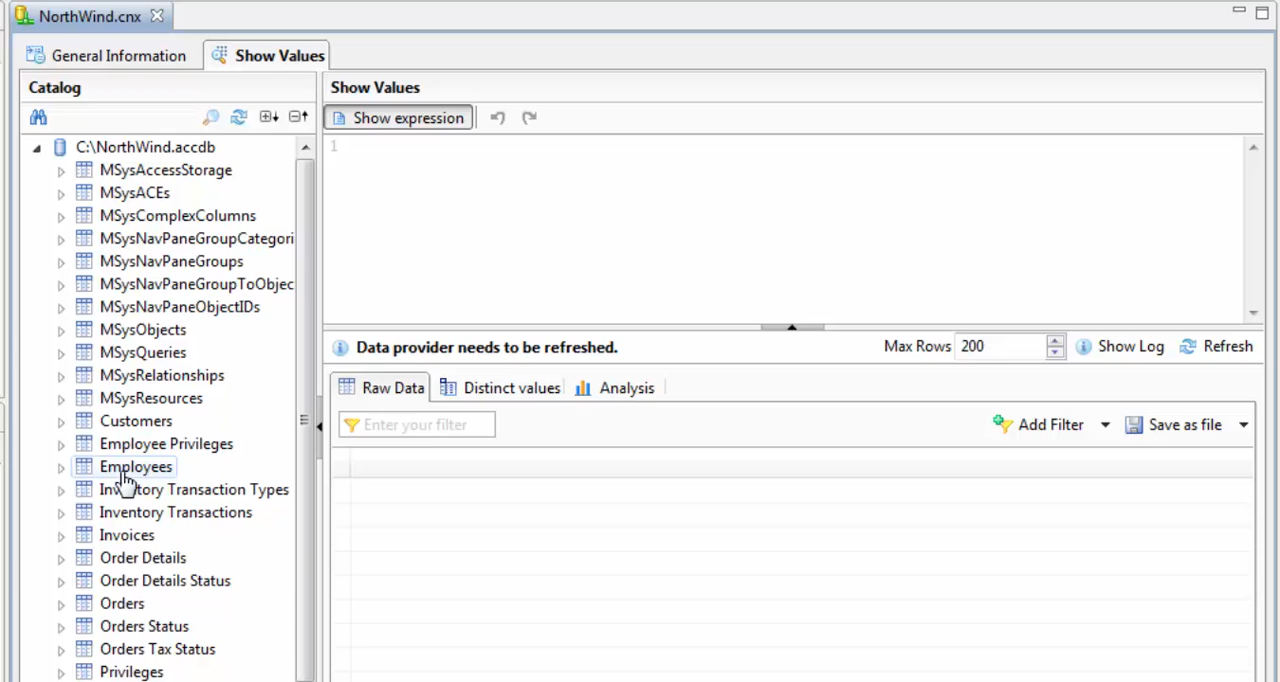 NorthWind.cnx
General Information
Show Values
Catalog
Show Values
Show expression
1
C:\NorthWind.accdb
MSysAccessStorage
MSysACEs
MSysComplexColumns
MSysNavPaneGroupCategori
MSysNavPaneGroups
MSysNavPaneGroupToObjec
MSysNavPaneObjectIDs
MSysObjects
MSysQueries
MSysRelationships
MSysResources
Customers
Employee Privileges
Employees
Inventory Transaction Types
Inventory Transactions
Invoices
Order Details
Order Details Status
Orders
Orders Status
Orders Tax Status
Privileges
Data provider needs to be refreshed.
Max Rows 200
Show Log
Refresh
Raw Data
Distinct values
Analysis
Enter your filter
Add Filter
Save as file